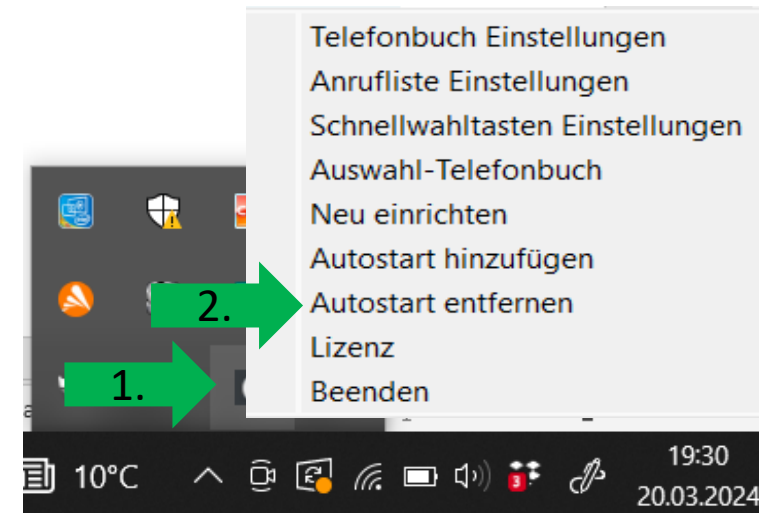 Telefonbuch Einstellungen
Anrufliste Einstellungen
Schnellwahltasten Einstellungen
Auswahl-Telefonbuch
Neu einrichten
Autostart hinzufügen
2. Autostart entfernen
Lizenz
1. Beenden
10°C
3
19:30
20.03.2024